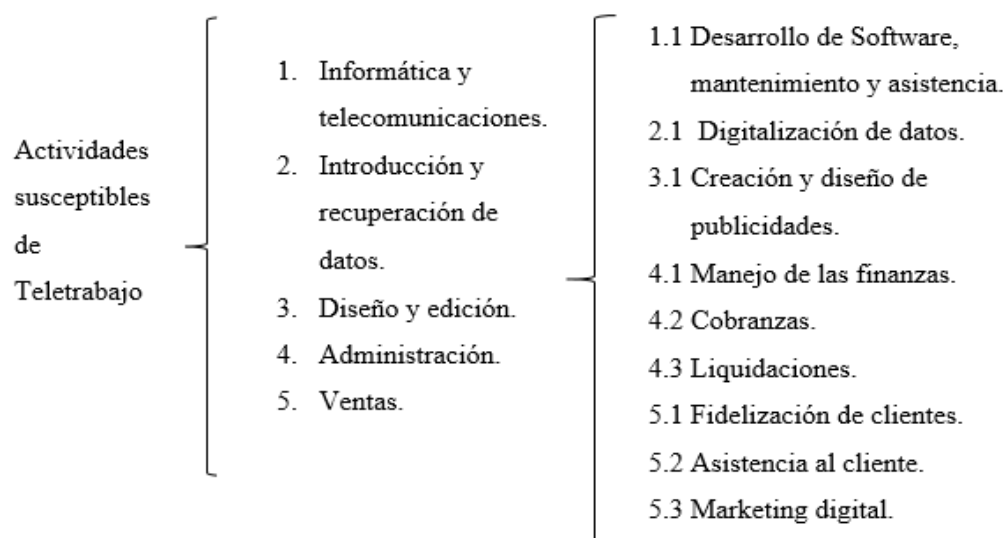 Actividades
susceptibles
de
Teletrabajo
1. Informática y
telecomunicaciones.
2. Introducción y
recuperación de
datos.
3. Diseño y edición.
4. Administración.
5. Ventas.
1.1 Desarrollo de Software,
mantenimiento y asistencia.
2.1 Digitalización de datos.
3.1 Creación y diseño de
publicidades.
4.1 Manejo de las finanzas.
4.2 Cobranzas.
4.3 Liquidaciones.
5.1 Fidelización de clientes.
5.2 Asistencia al cliente.
5.3 Marketing digital.